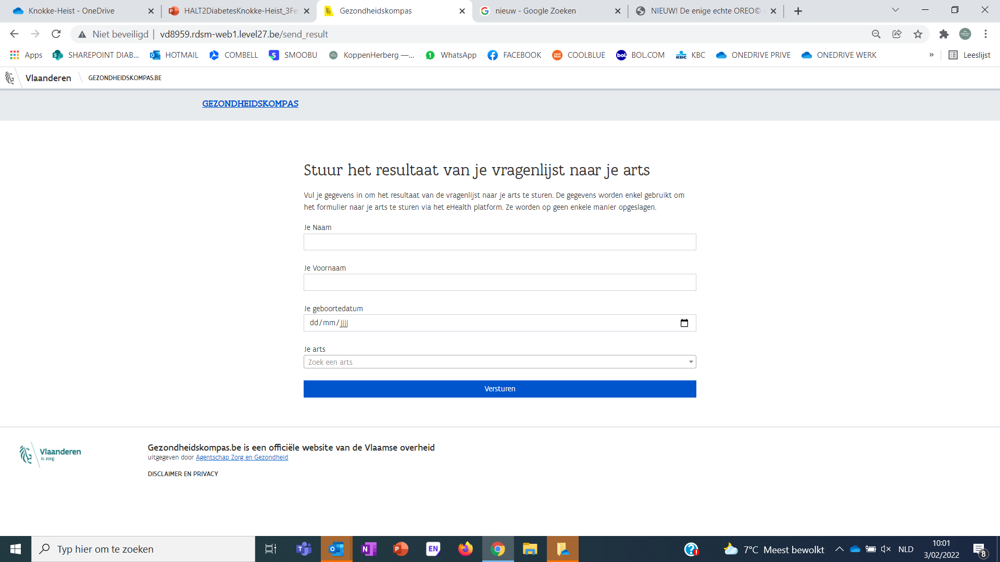 Knokke-Heist - OneDrive
HALT2DiabetesKnokke-Heist_3Fe
Gezondheidskompas
nieuw - Google Zoeken
NIEUW! De enige echte OREO©
Niet beveiligd
vd8959.rdsm-web1.level27.be/send_result
Apps
SHAREPOINT DIAB...
HOTMAIL
COMBELL
SMOOBU
KoppenHerberg —...
WhatsApp
FACEBOOK
COOLBLUE
BOL.COM
KBC
ONEDRIVE PRIVE
ONEDRIVE WERK
»
Leeslijst
Vlaanderen
GEZONDHEIDSKOMPAS.BE
GEZONDHEIDSKOMPAS
Stuur het resultaat van je vragenlijst naar je arts
Vul je gegevens in om het resultaat van de vragenlijst naar je arts te sturen. De gegevens worden enkel gebruikt om
het formulier naar je arts te sturen via het eHealth platform. Ze worden op geen enkele manier opgeslagen.
Je Naam
Je Voornaam
Je geboortedatum
dd/mm/jjjj
Je arts
Zoek een arts
Versturen
Vlaanderen
is zorg
Gezondheidskompas.be is een officiële website van de Vlaamse overheid
uitgegeven door Agentschap Zorg en Gezondheid
DISCLAIMER EN PRIVACY
Typ hier om te zoeken
EN
7°C Meest bewolkt
NLD
10:01
3/02/2022
8